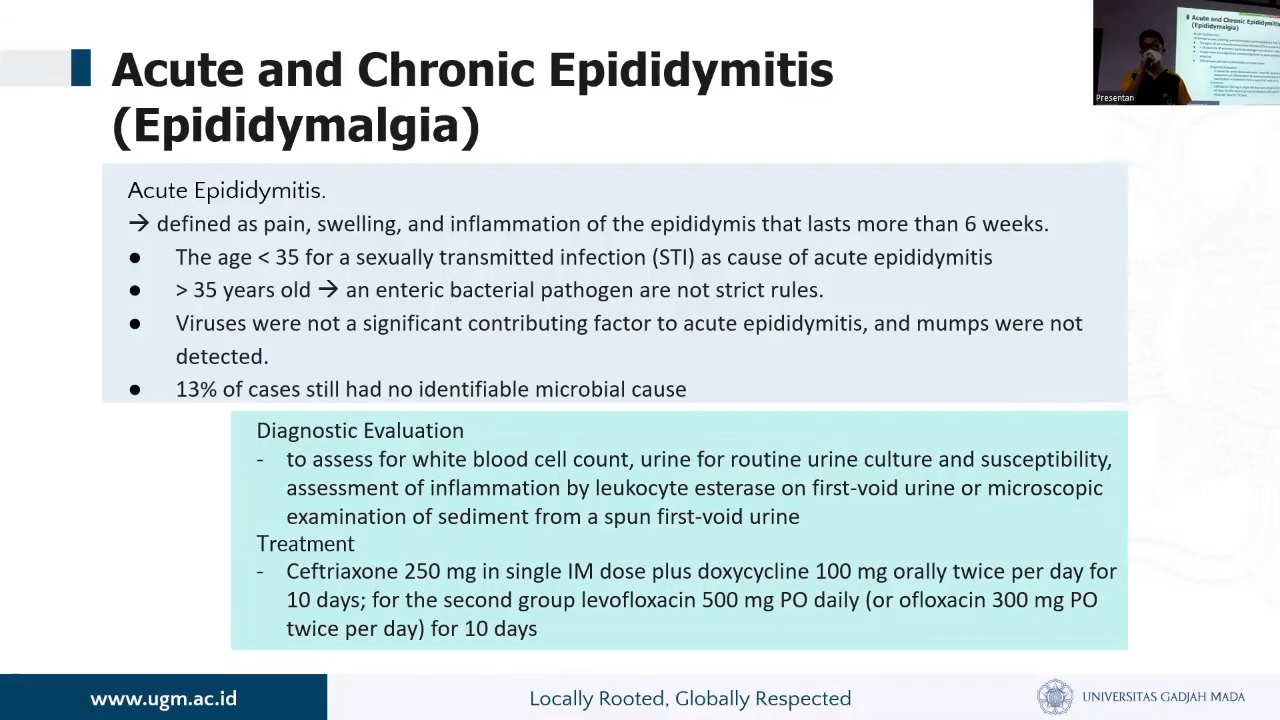 Acute and Chronic Epididymitis
(Epididymalgia)
Acute Epididymitis.
→ defined as pain, swelling, and inflammation of the epididymis that lasts more than 6 weeks.
● The age < 35 for a sexually transmitted infection (STI) as cause of acute epididymitis
● > 35 years old → an enteric bacterial pathogen are not strict rules.
● Viruses were not a significant contributing factor to acute epididymitis, and mumps were not
detected.
● 13% of cases still had no identifiable microbial cause
Diagnostic Evaluation
- to assess for white blood cell count, urine for routine urine culture and susceptibility,
assessment of inflammation by leukocyte esterase on first-void urine or microscopic
examination of sediment from a spun first-void urine
Treatment
- Ceftriaxone 250 mg in single IM dose plus doxycycline 100 mg orally twice per day for
10 days; for the second group levofloxacin 500 mg PO daily (or ofloxacin 300 mg PO
twice per day) for 10 days
www.ugm.ac.id
Locally Rooted, Globally Respected
UNIVERSITAS GADJAH MADA
Presentan
Acute and Chronic Epididymitis
(Epididymalgia)